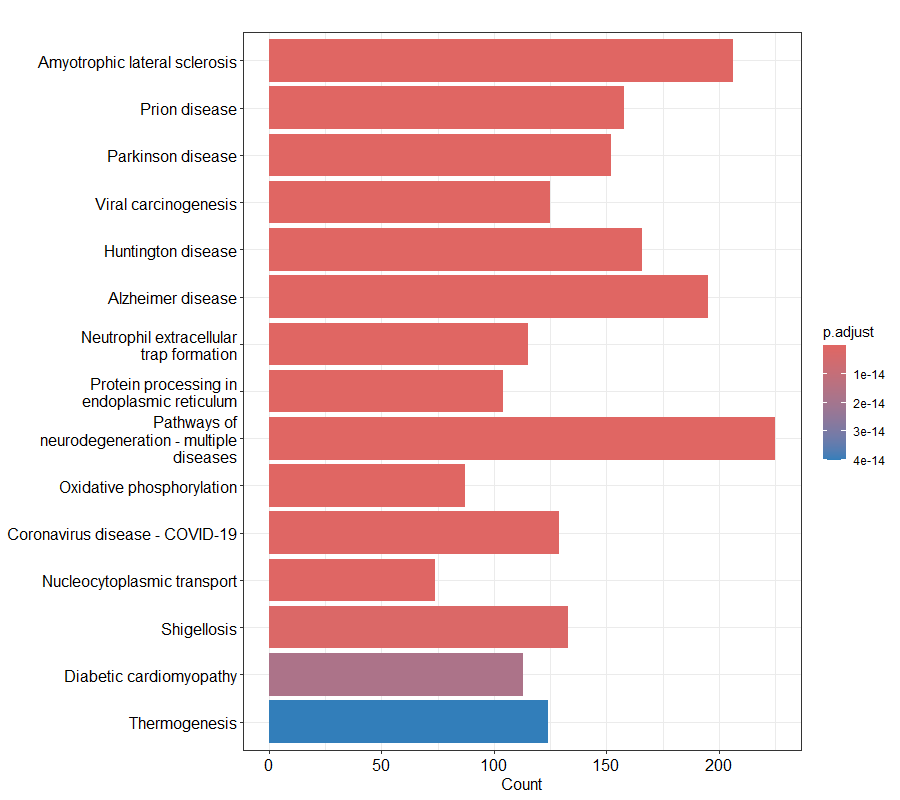 Amyotrophic lateral sclerosis
Prion disease
Parkinson disease
Viral carcinogenesis
Huntington disease
Alzheimer disease
Neutrophil extracellular
trap formation
Protein processing in
endoplasmic reticulum
Pathways of
neurodegeneration - multiple
diseases
Oxidative phosphorylation
Coronavirus disease - COVID-19
Nucleocytoplasmic transport
Shigellosis
Diabetic cardiomyopathy
Thermogenesis
0 50 100 150 200
Count
p.adjust
1e-14
2e-14
3e-14
4e-14